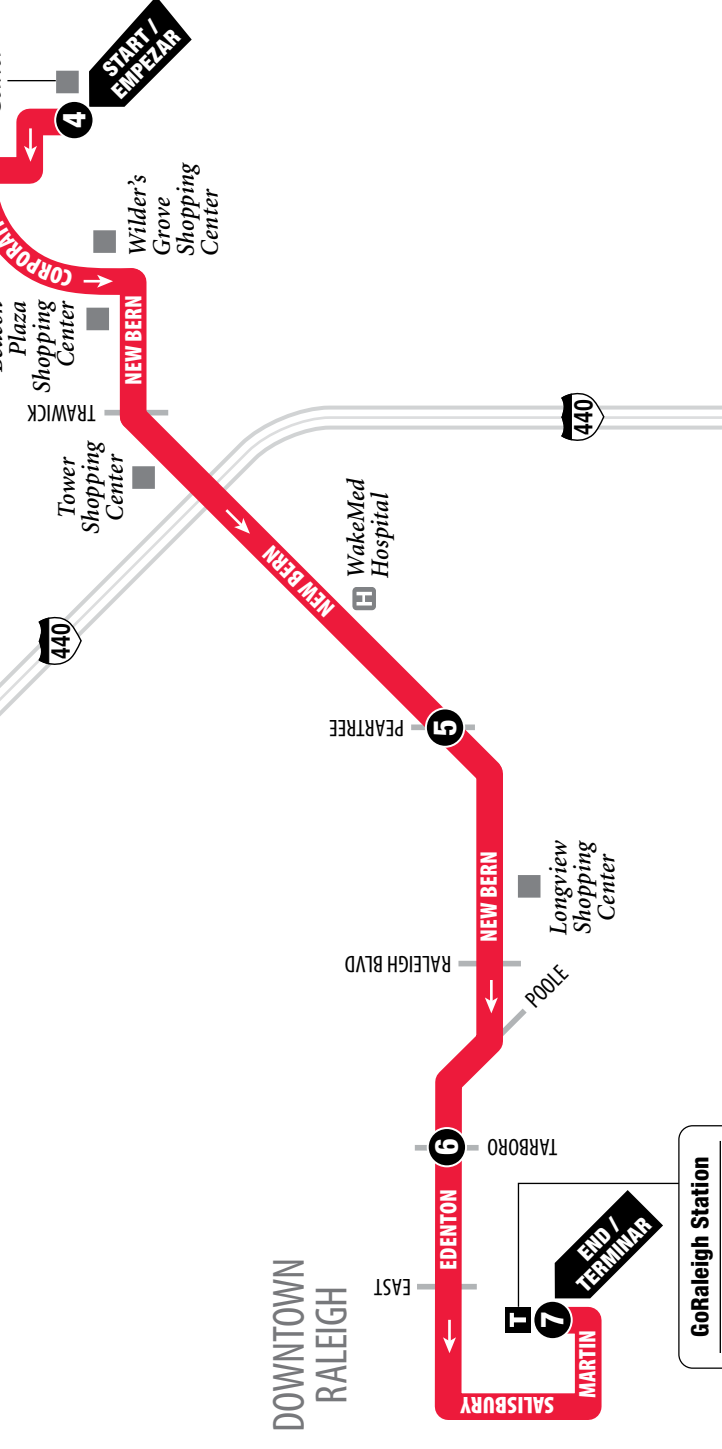 START /
EMPEZAR
4
Wilder's
Grove
Shopping
Center
CORPORAT
Plaza
Shopping
Center
NEW BERN
TRAWICK
Tower
Shopping
Center
440
440
NEW BERN
H
WakeMed
Hospital
PEARTREE
5
NEW BERN
Longview
Shopping
Center
RALEIGH BLVD
POOLE
6
TARBORO
EDENTON
EAST
DOWNTOWN
RALEIGH
T
7
END /
TERMINAR
SALISBURY
MARTIN
GoRaleigh Station